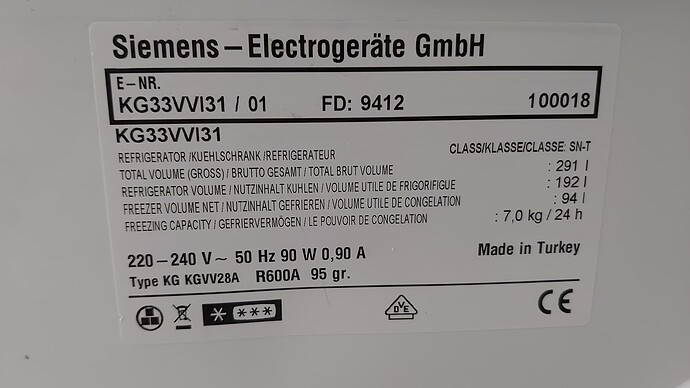 Siemens – Electrogeräte GmbH
E – NR.
KG33VVI31 / 01 FD: 9412 100018
KG33VVI31
CLASS/KLASSE/CLASSE: SN-T
REFRIGERATOR /KUEHLSCHRANK /REFRIGERATEUR
TOTAL VOLUME (GROSS) / BRUTTO GESAMT / TOTAL BRUT VOLUME : 291 l
REFRIGERATOR VOLUME / NUTZINHALT KUHLEN / VOLUME UTILE DE FRIGORIFIGUE : 192 l
FREEZER VOLUME NET / NUTZINHALT GEFRIEREN / VOLUME UTILE DE CONGELATION : 94 l
FREEZING CAPACITY / GEFRIERVERMÖGEN / LE POUVOIR DE CONGELATION : 7,0 kg / 24 h
220 – 240 V ~ 50 Hz 90 W 0,90 A Made in Turkey
Type KG KGVV28A R600A 95 gr.
DVE CE